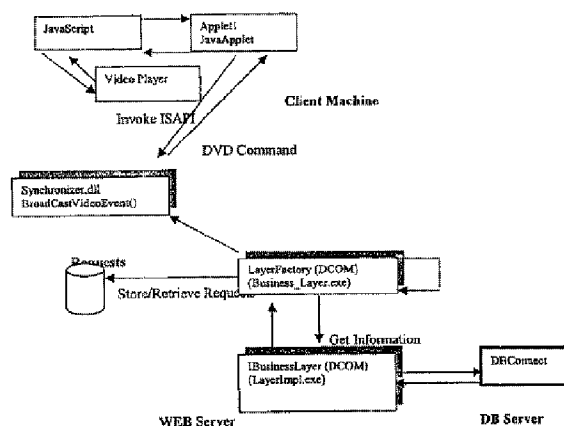 JavaScript
Applet1
JavaApplet
Video Player
Client Machine
Invoke ISAPI
DVD Command
Synchronizer.dll
BroadCastVideoEvent()
Requests
LayerFactory (DCOM)
(Business_Layer.exe)
Store/Retrieve Requests
Get Information
IBusinessLayer (DCOM)
(LayerImpl.exe)
DBConnect
WEB Server
DB Server